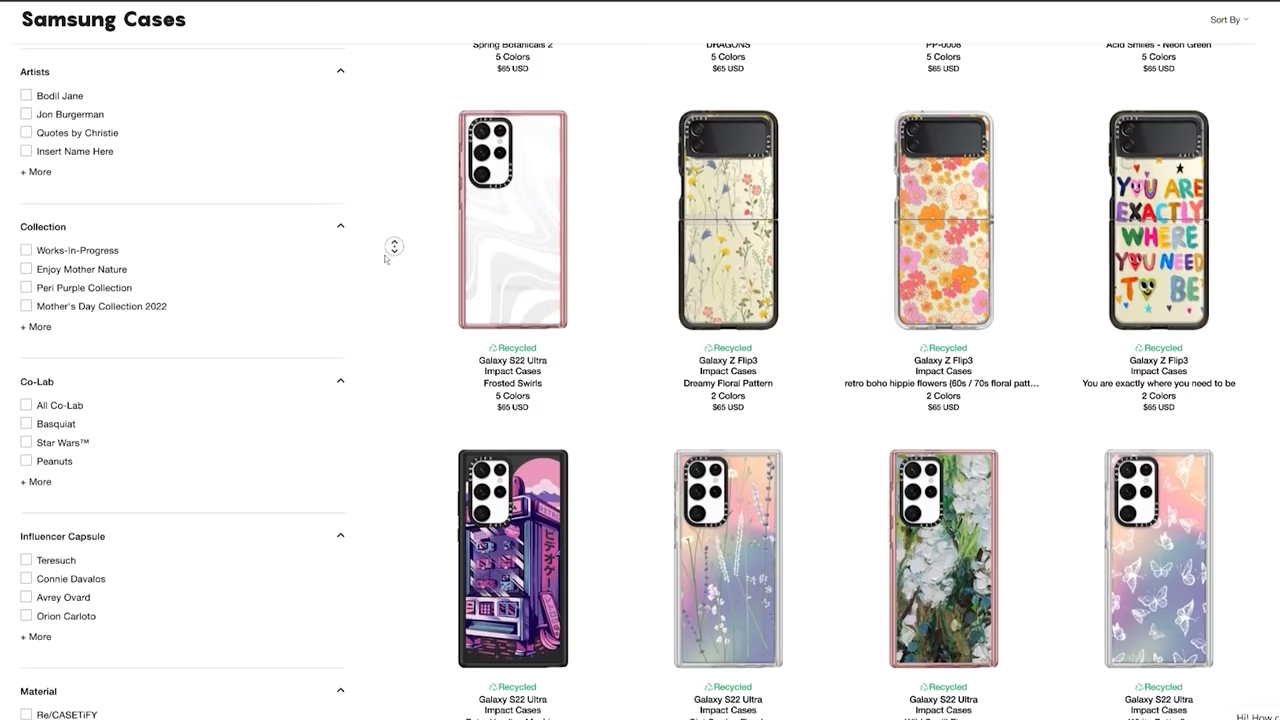 Samsung Cases
Sort By
Artists
Bodil Jane
Jon Burgerman
Quotes by Christie
Insert Name Here
+ More
Collection
Works-In-Progress
Enjoy Mother Nature
Peri Purple Collection
Mother's Day Collection 2022
+ More
Co-Lab
All Co-Lab
Basquiat
Star Wars™
Peanuts
+ More
Influencer Capsule
Teresuch
Connie Davalos
Avrey Ovard
Orion Carloto
+ More
Material
Re/CASETiFY
Spring Botanicals 2
5 Colors
$65 USD
DRAGONS
5 Colors
$65 USD
PP-0008
5 Colors
$65 USD
Acid Smiles - Neon Green
5 Colors
$65 USD
Recycled
Galaxy S22 Ultra
Impact Cases
Frosted Swirls
5 Colors
$65 USD
Recycled
Galaxy Z Flip3
Impact Cases
Dreamy Floral Pattern
2 Colors
$65 USD
Recycled
Galaxy Z Flip3
Impact Cases
retro boho hippie flowers (60s / 70s floral patt...
2 Colors
$65 USD
YOU ARE
EXACTLY
WHERE
YOU NEED
TO BE
Recycled
Galaxy Z Flip3
Impact Cases
You are exactly where you need to be
2 Colors
$65 USD
Recycled
Galaxy S22 Ultra
Impact Cases
Recycled
Galaxy S22 Ultra
Impact Cases
Recycled
Galaxy S22 Ultra
Impact Cases
Recycled
Galaxy S22 Ultra
Impact Cases
Hi! How